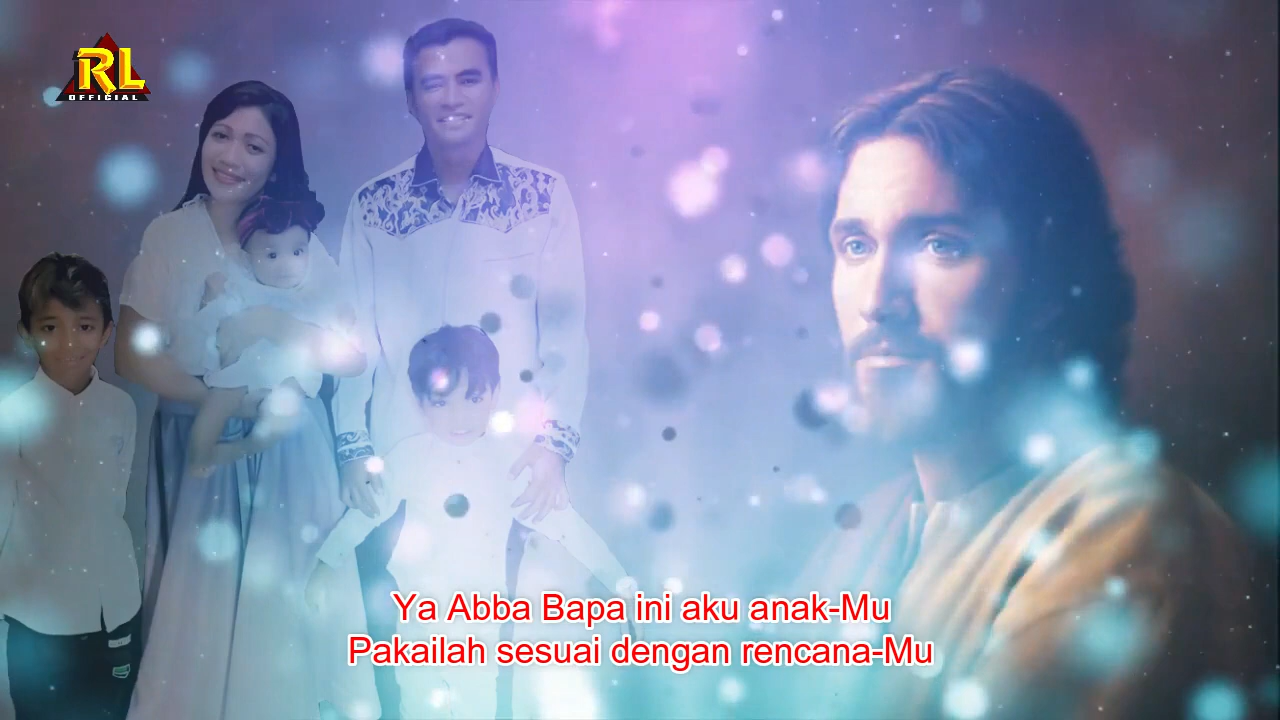 RL
OFFICIAL
Ya Abba Bapa ini aku anak-Mu
Pakailah sesuai dengan rencana-Mu